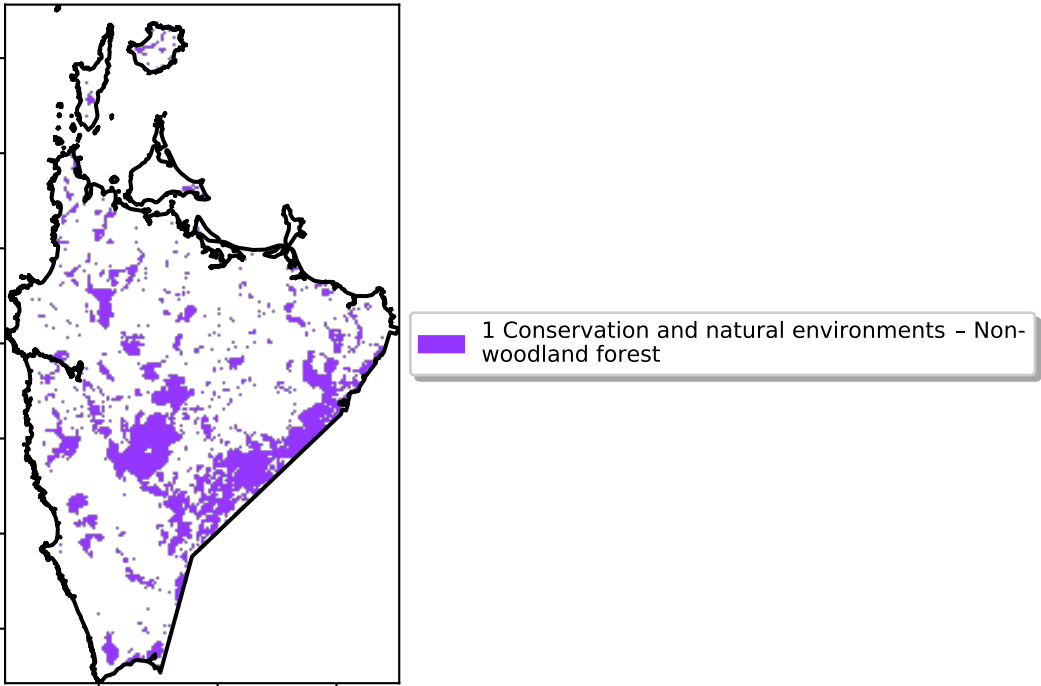 1 Conservation and natural environments – Non-
woodland forest